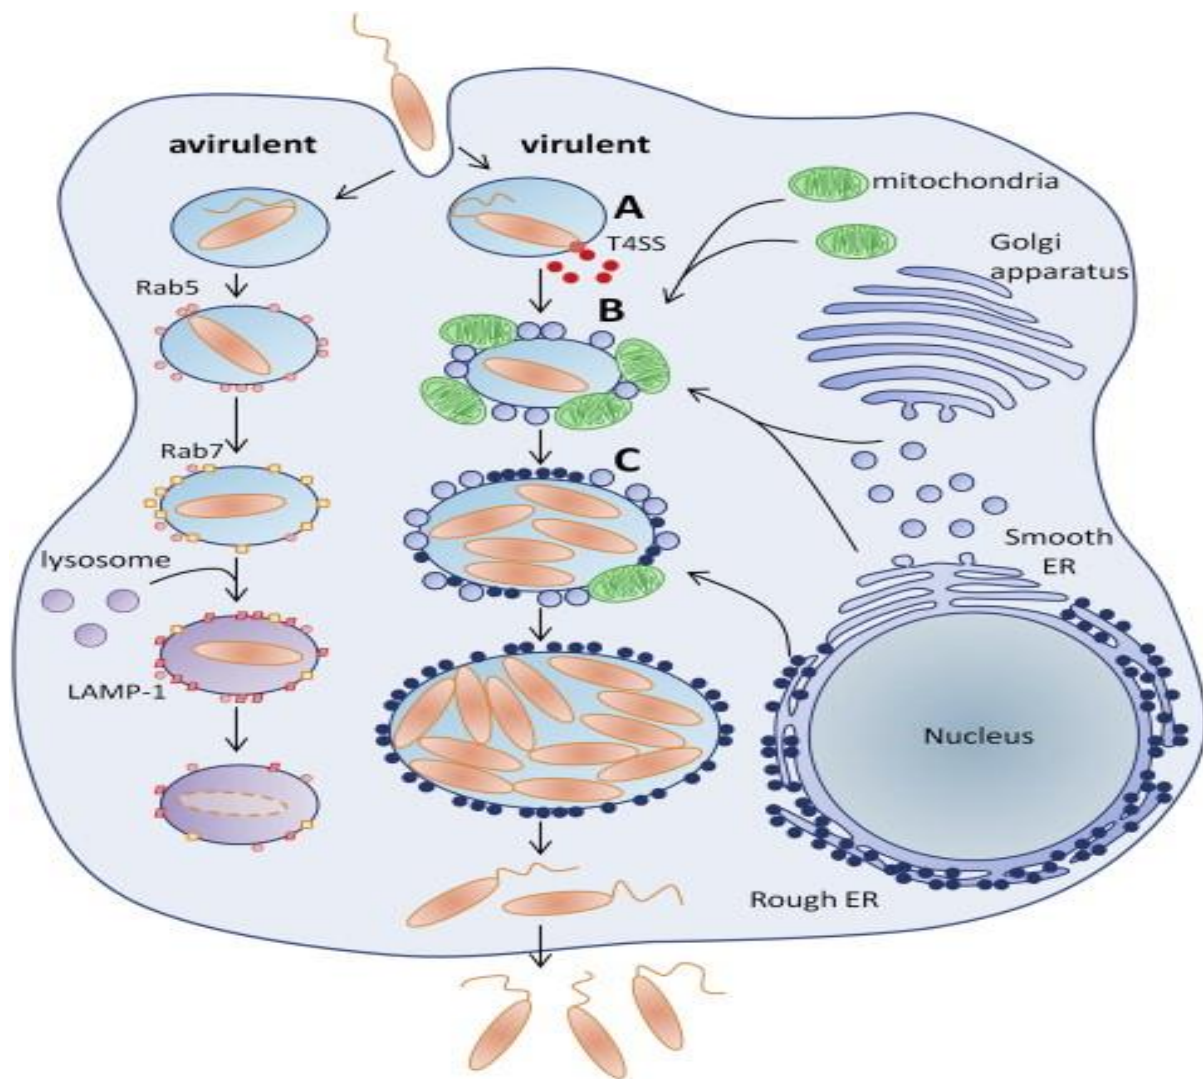 avirulent
virulent
A
T4SS
mitochondria
Golgi
apparatus
Rab5
B
Rab7
C
lysosome
Smooth
ER
LAMP-1
Nucleus
Rough ER